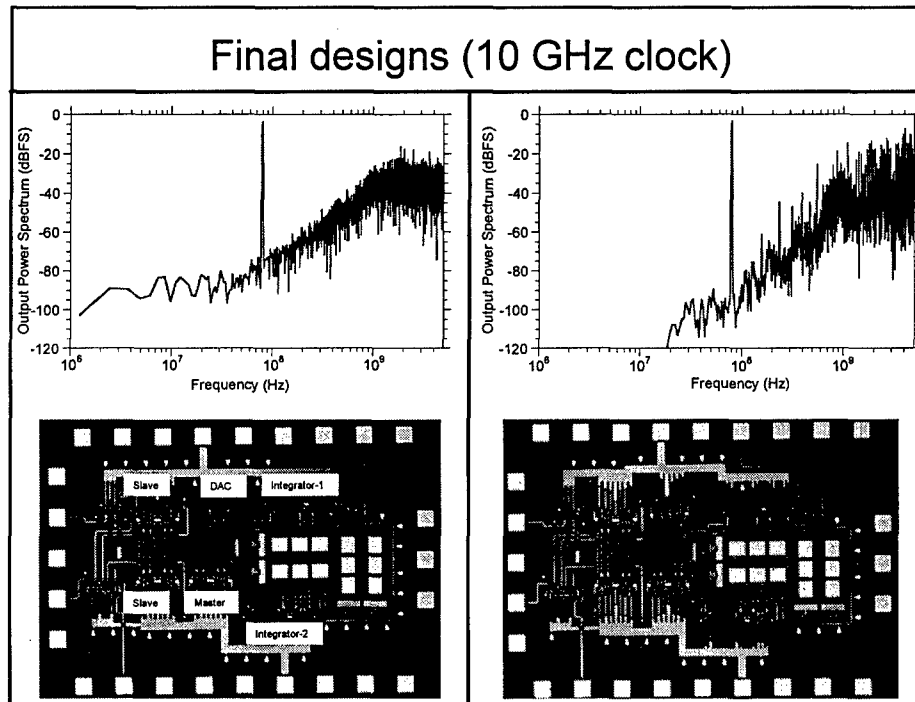 Final designs (10 GHz clock)
Output Power Spectrum (dBFS)
0
-20
-40
-60
-80
-100
-120
10^6
10^7
10^8
10^9
Frequency (Hz)
Output Power Spectrum (dBFS)
0
-20
-40
-60
-80
-100
-120
10^6
10^7
10^8
10^9
Frequency (Hz)
Slave
DAC
Integrator-1
Slave
Master
Integrator-2